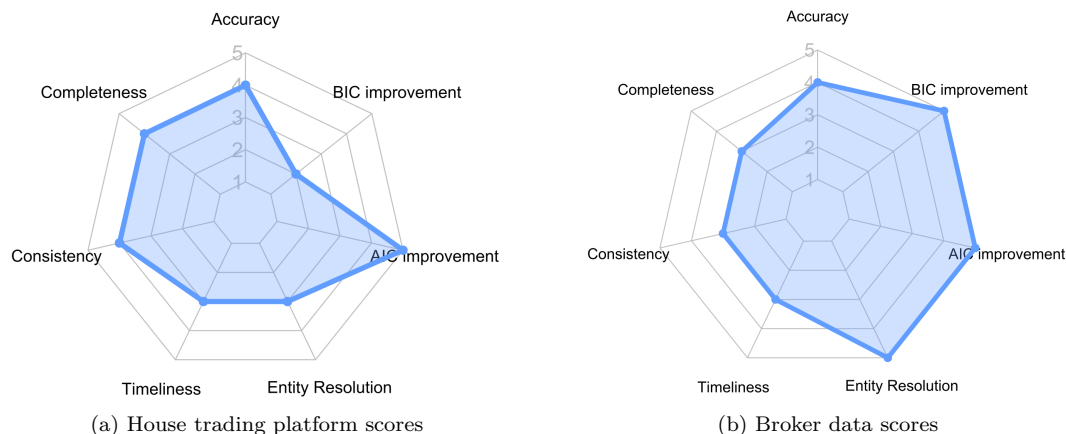 Accuracy
5
Completeness
4
BIC improvement
3
2
1
Consistency
AIC improvement
Timeliness
Entity Resolution
(a) House trading platform scores
Accuracy
5
Completeness
4
BIC improvement
3
2
1
Consistency
AIC improvement
Timeliness
Entity Resolution
(b) Broker data scores